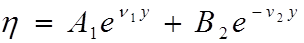 η = A₁e^{ν₁y} + B₂e^{−ν₂y}